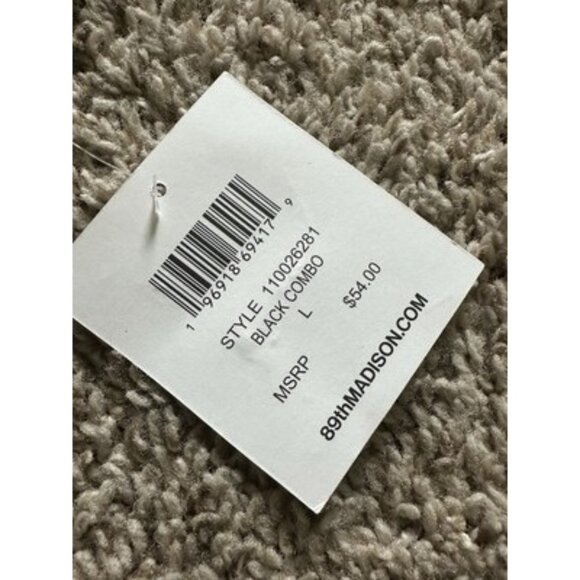 1 96918 69417 9
STYLE 110026281
BLACK COMBO
L
MSRP $54.00
89thMADISON.COM